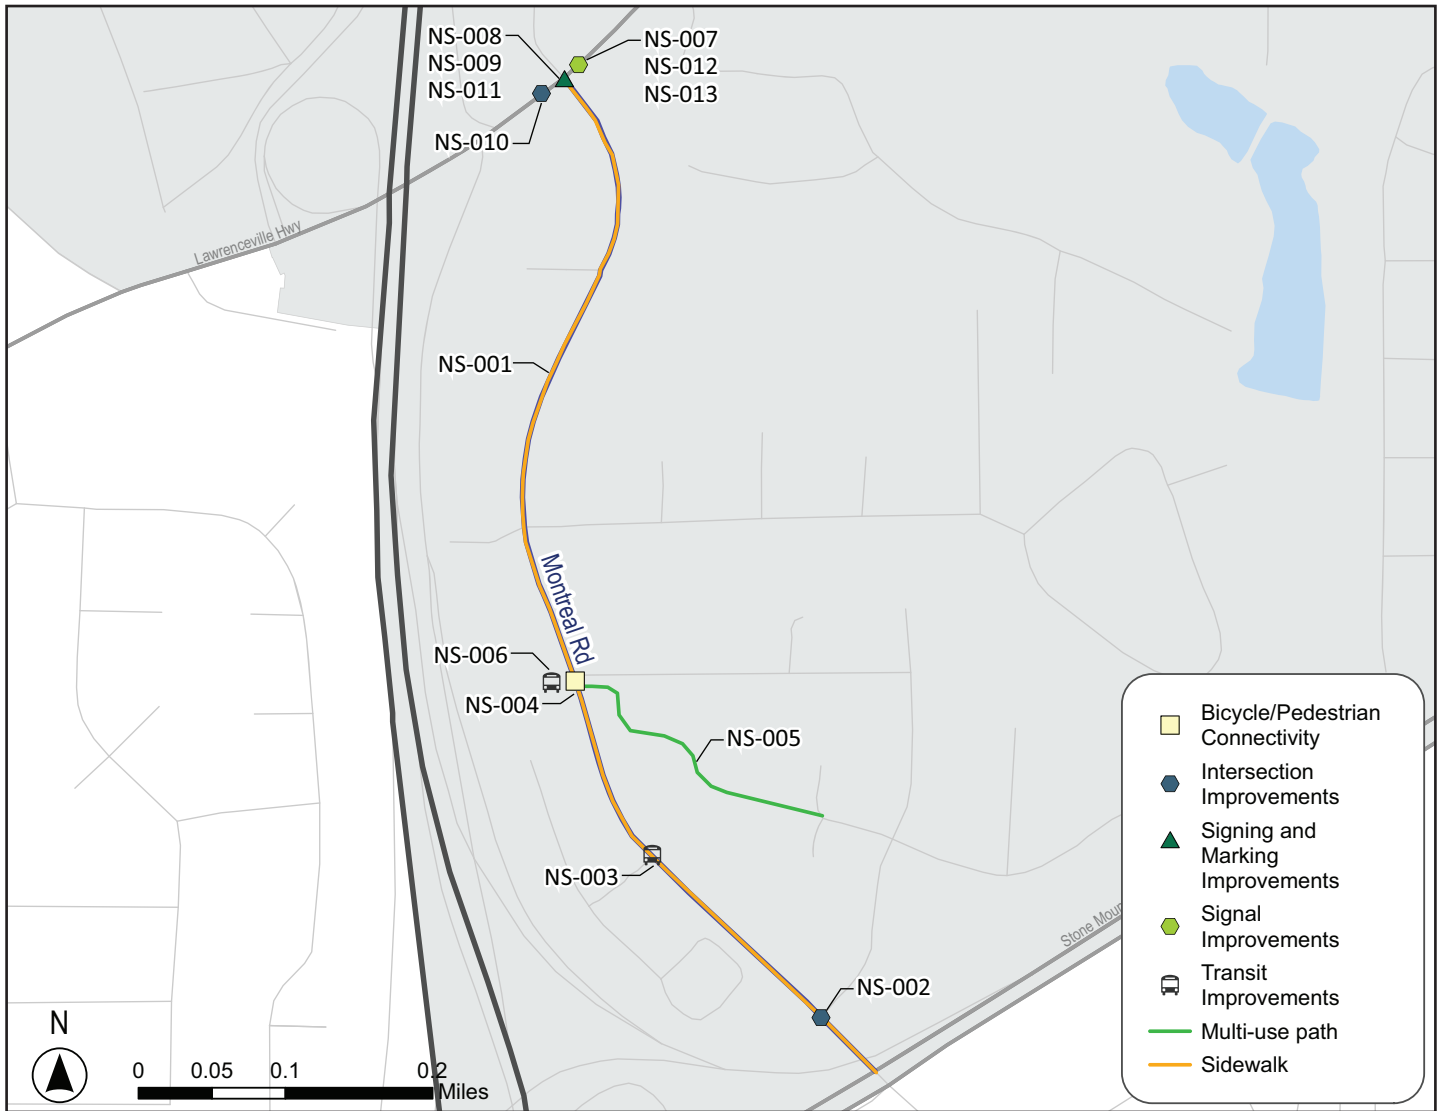 NS-008
NS-009
NS-011
NS-007
NS-012
NS-013
NS-010
Lawrenceville Hwy
NS-001
Montreal Rd
NS-006
NS-004
NS-005
NS-003
NS-002
Stone
Bicycle/Pedestrian
Connectivity
Intersection
Improvements
Signing and
Marking
Improvements
Signal
Improvements
Transit
Improvements
Multi-use path
Sidewalk
N
0 0.05 0.1 0.2
Miles